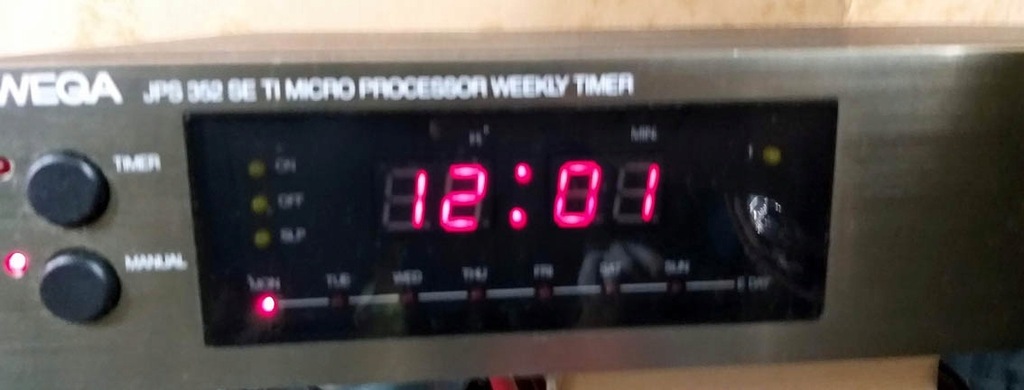 WEGA JPS 352 SE TI MICRO PROCESSOR WEEKLY TIMER
TIMER
MANUAL
H MIN
ON
OFF
SLP
12:01
MON TUE WED THU FRI SAT SUN
E DAY